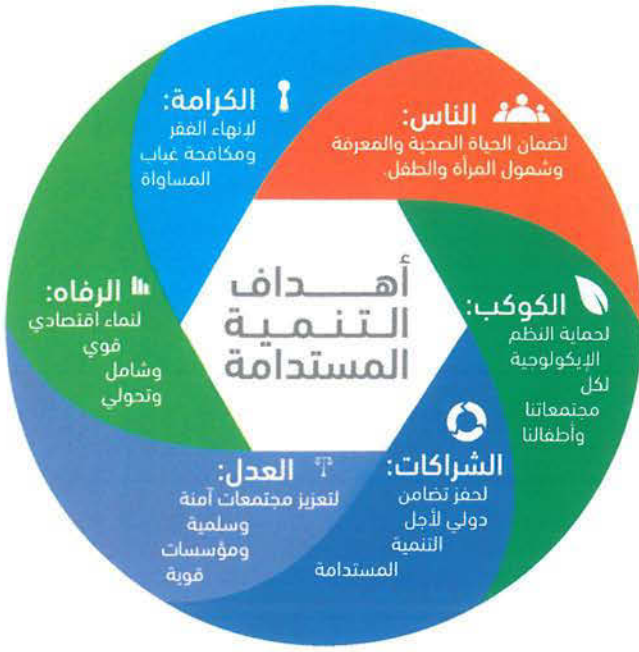 أهداف
التنمية
المستدامة
الكرامة:
لإنهاء الفقر
ومكافحة غياب
المساواة
الناس:
لضمان الحياة الصحية والمعرفة
وشمول المرأة والطفل.
الكوكب:
لحماية النظم
الإيكولوجية
لكل
مجتمعاتنا
وأطفالنا
الشراكات:
لحفز تضامن
دولي لأجل
التنمية
المستدامة
العدل:
لتعزيز مجتمعات آمنة
وسلمية
ومؤسسات
قوية
الرفاه:
لنماء اقتصادي
قوي
وشامل
وتحولي